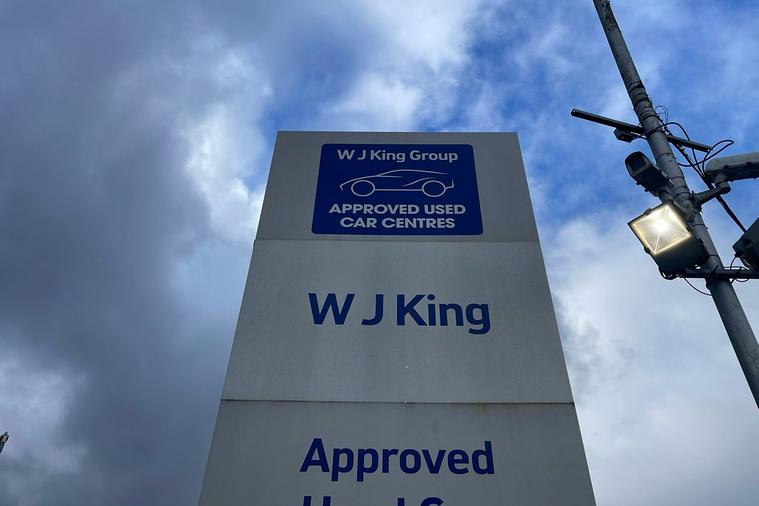 W J King Group
APPROVED USED
CAR CENTRES
W J King
Approved